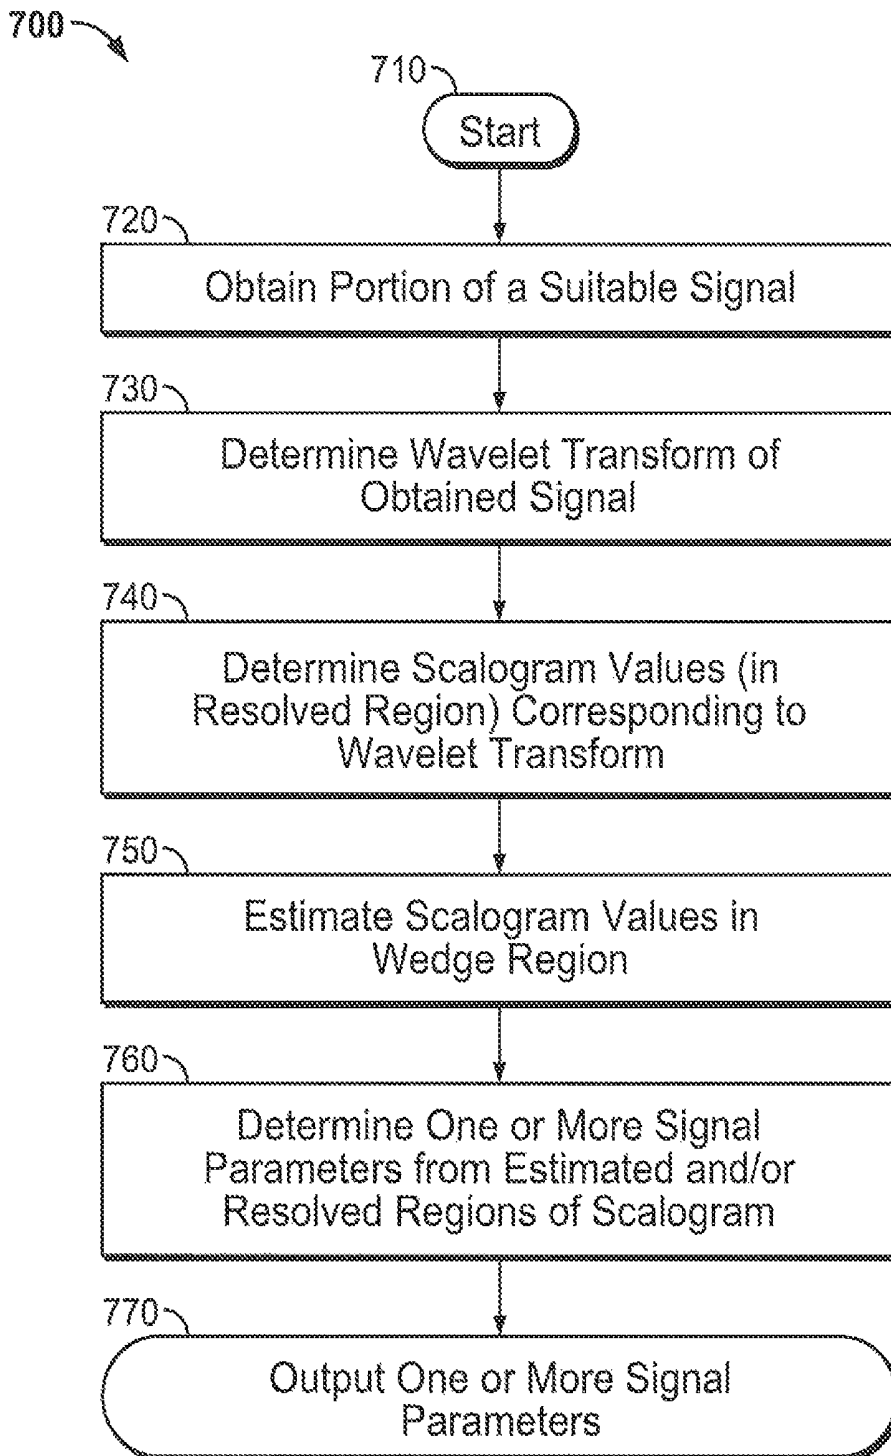 700
710
Start
720
Obtain Portion of a Suitable Signal
730
Determine Wavelet Transform of
Obtained Signal
740
Determine Scalogram Values (in
Resolved Region) Corresponding to
Wavelet Transform
750
Estimate Scalogram Values in
Wedge Region
760
Determine One or More Signal
Parameters from Estimated and/or
Resolved Regions of Scalogram
770
Output One or More Signal
Parameters